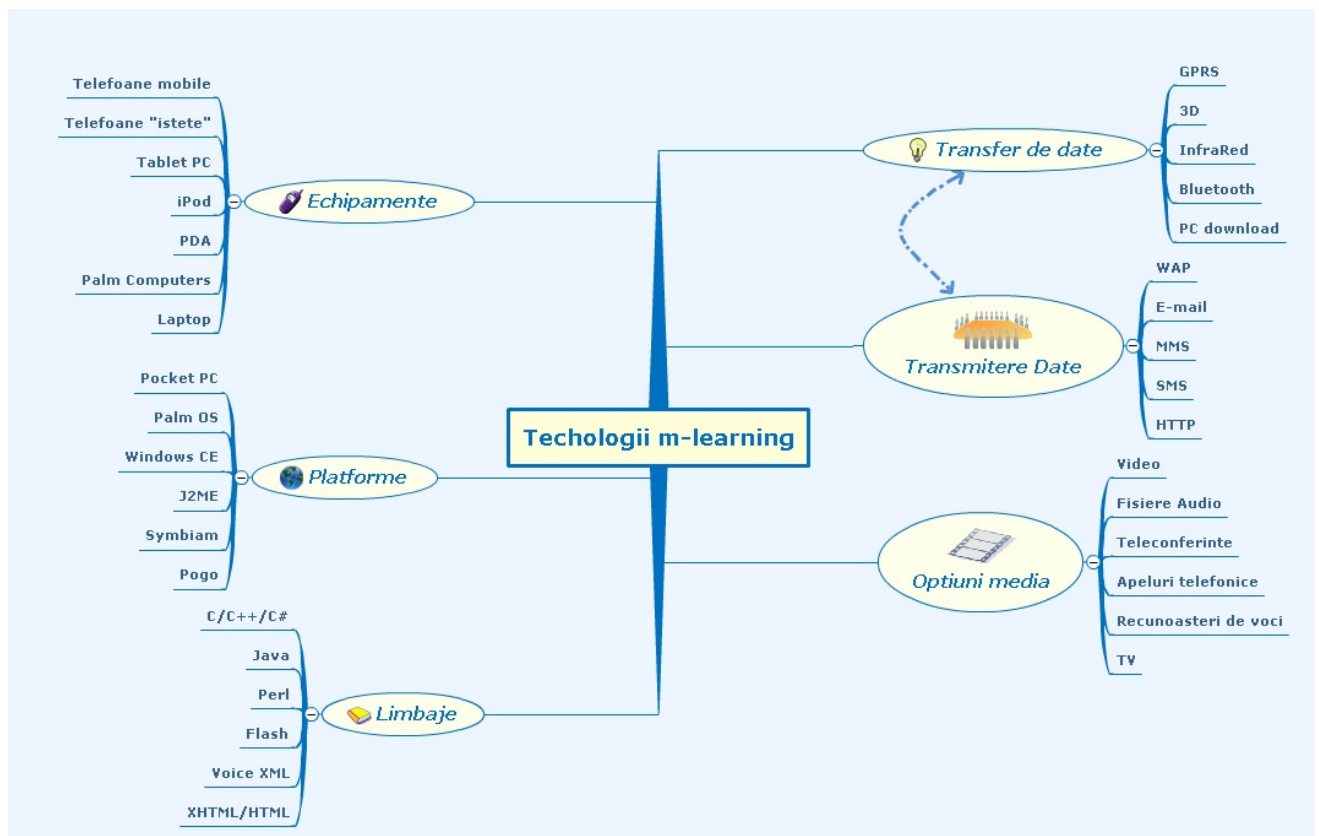 Techologii m-learning
Echipamente
Telefoane mobile
Telefoane "istete"
Tablet PC
iPod
PDA
Palm Computers
Laptop
Platforme
Pocket PC
Palm OS
Windows CE
J2ME
Symbiam
Pogo
Limbaje
C/C++/C#
Java
Perl
Flash
Voice XML
XHTML/HTML
Transfer de date
GPRS
3D
InfraRed
Bluetooth
PC download
Transmitere Date
WAP
E-mail
MMS
SMS
HTTP
Optiuni media
Video
Fisiere Audio
Teleconferinte
Apeluri telefonice
Recunoasteri de voci
TV